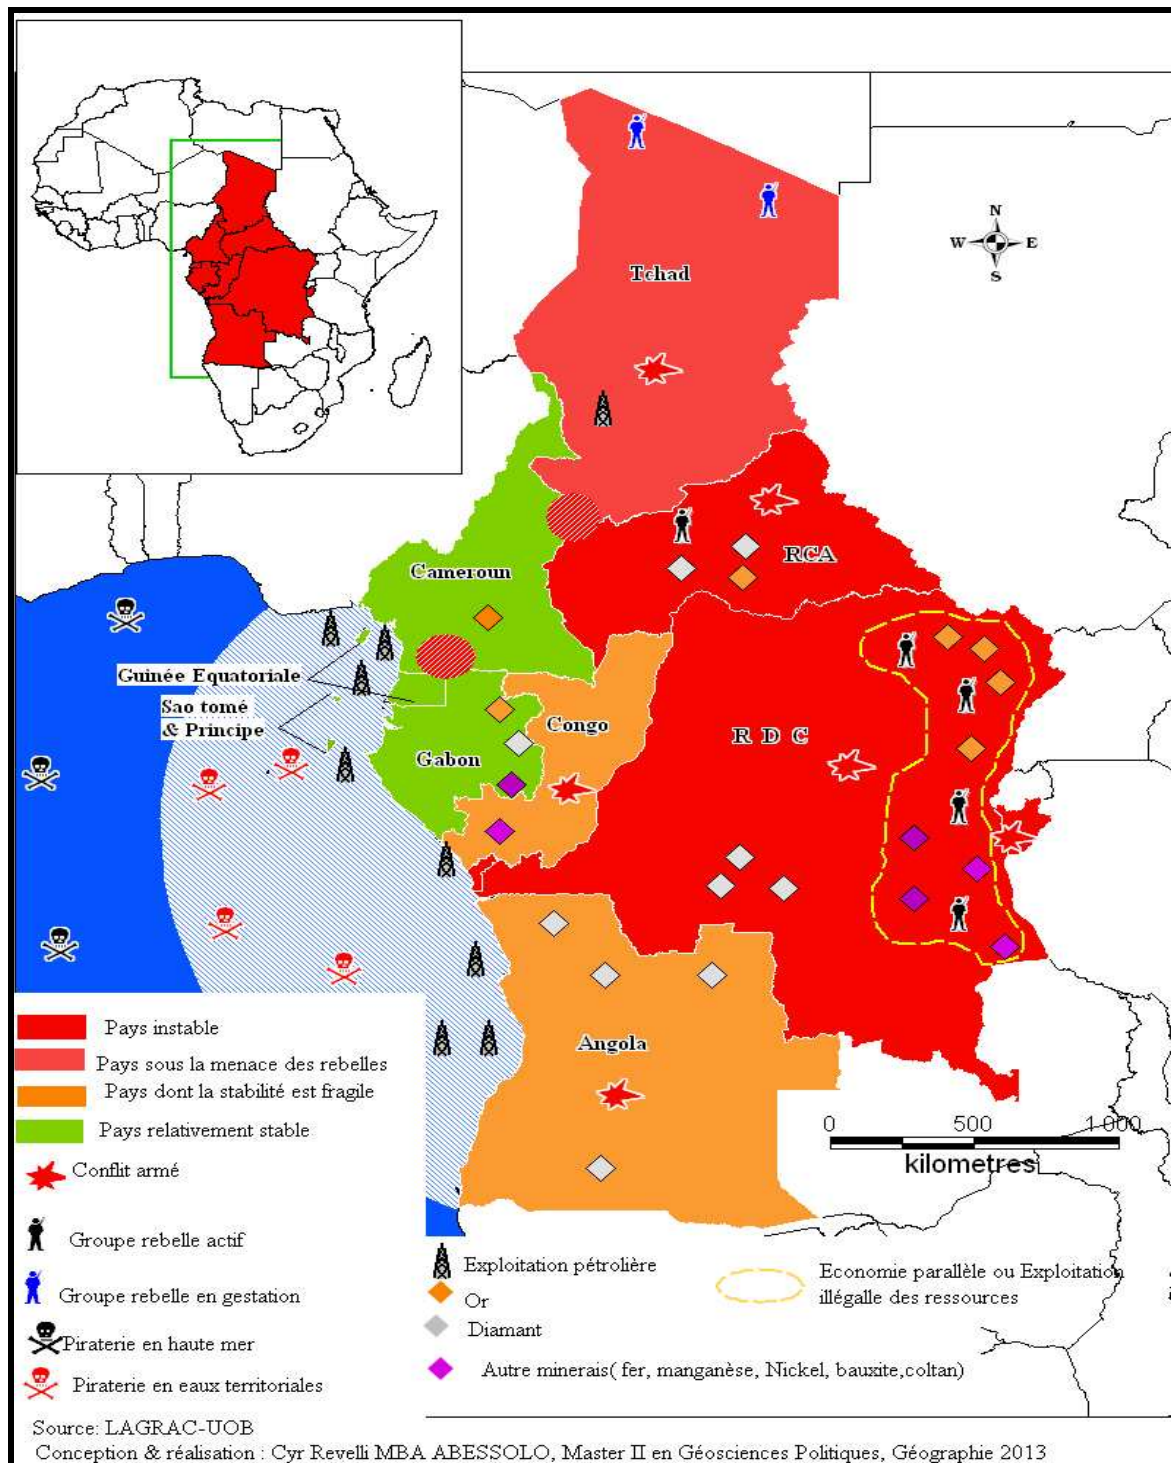 N
W
E
S
Tchad
RCA
Cameroun
Guinée Equatoriale
Sao tomé
& Principe
Congo
Gabon
R D C
Angola
0 500 1 000
kilometres
Pays instable
Pays sous la menace des rebelles
Pays dont la stabilité est fragile
Pays relativement stable
Conflit armé
Groupe rebelle actif
Groupe rebelle en gestation
Piraterie en haute mer
Piraterie en eaux territoriales
Exploitation pétrolière
Or
Diamant
Autre minerais( fer, manganèse, Nickel, bauxite,coltan)
Economie parallèle ou Exploitation
illégalle des ressources
Source: LAGRAC-UOB
Conception & réalisation : Cyr Revelli MBA ABESSOLO, Master II en Géosciences Politiques, Géographie 2013